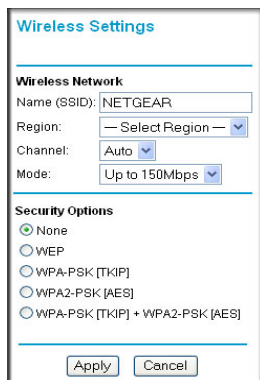 Wireless Settings
Wireless Network
Name (SSID): NETGEAR
Region: — Select Region —
Channel: Auto
Mode: Up to 150Mbps
Security Options
None
WEP
WPA-PSK [TKIP]
WPA2-PSK [AES]
WPA-PSK [TKIP] + WPA2-PSK [AES]
Apply Cancel